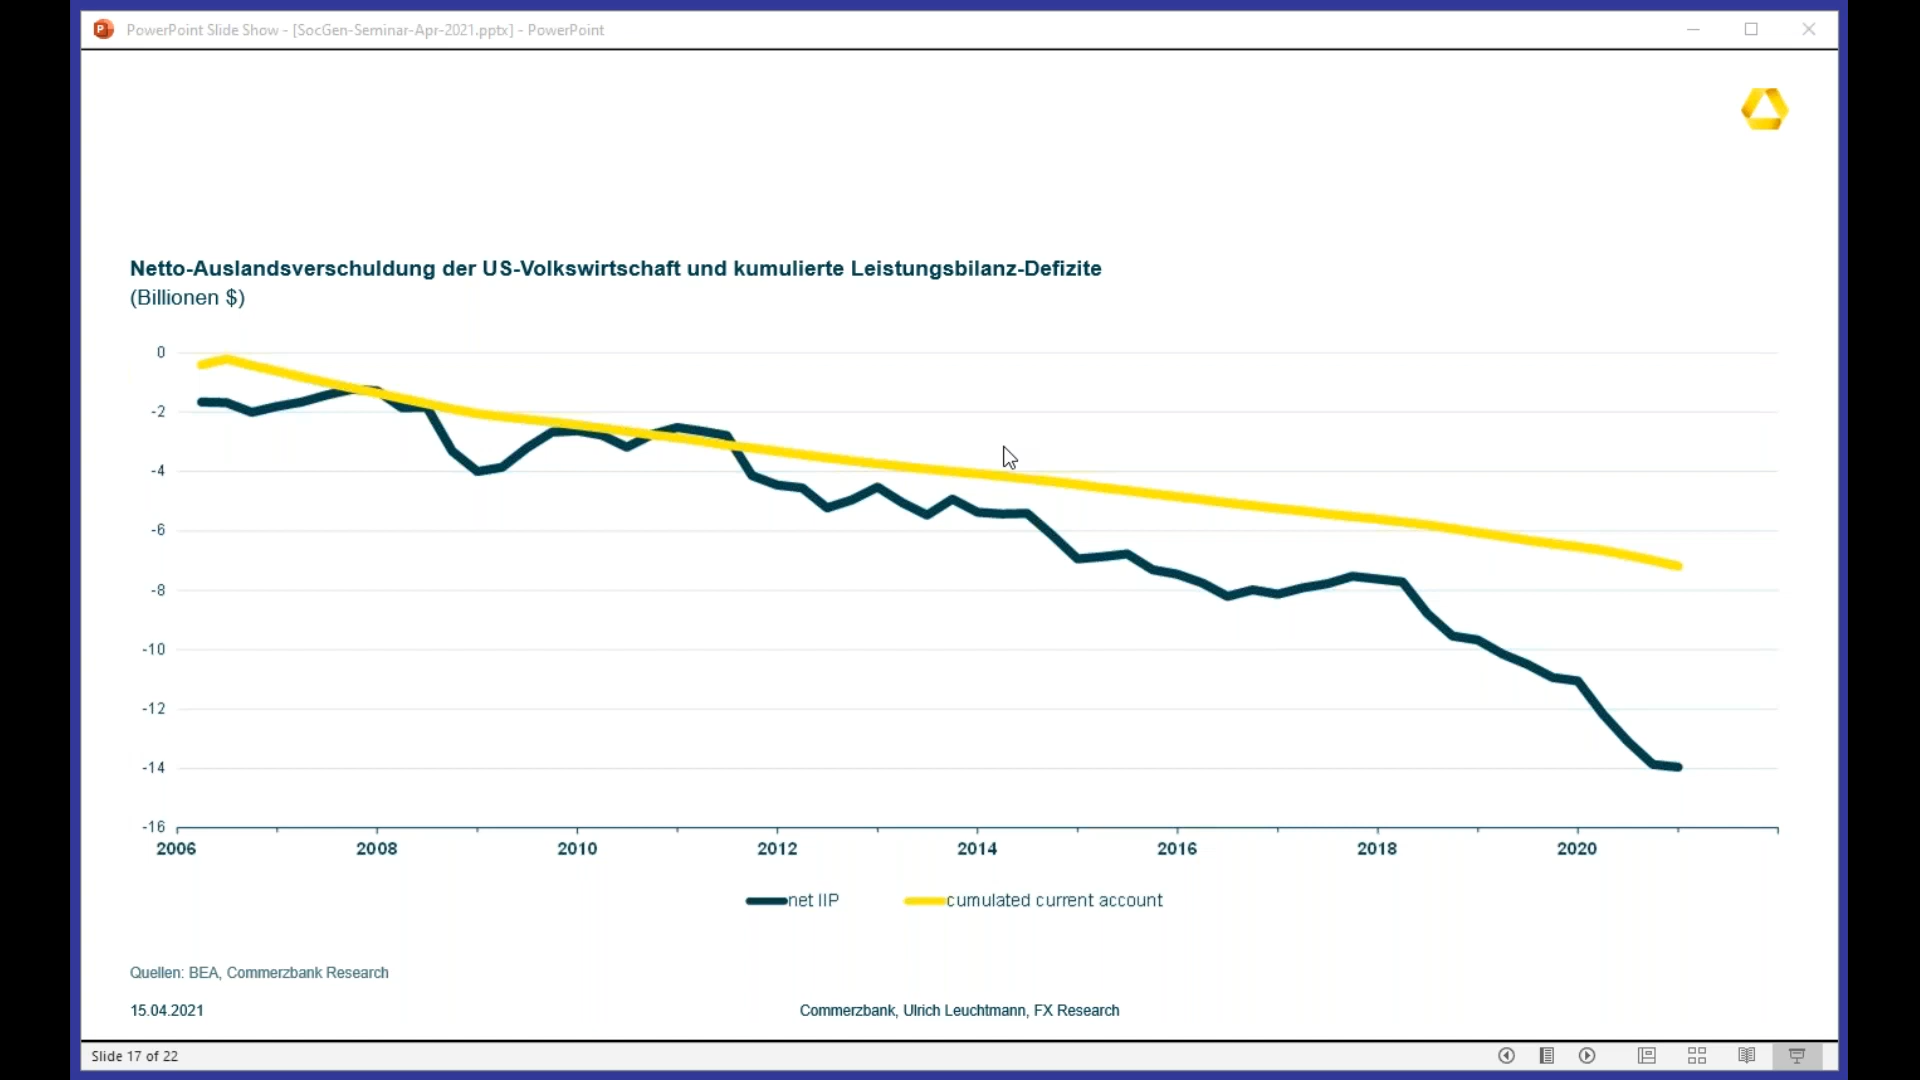 PowerPoint Slide Show - [SocGen-Seminar-Apr-2021.pptx] - PowerPoint
Netto-Auslandsverschuldung der US-Volkswirtschaft und kumulierte Leistungsbilanz-Defizite
(Billionen $)
0
-2
-4
-6
-8
-10
-12
-14
-16
2006 2008 2010 2012 2014 2016 2018 2020
net IIP cumulated current account
Quellen: BEA, Commerzbank Research
15.04.2021 Commerzbank, Ulrich Leuchtmann, FX Research
Slide 17 of 22